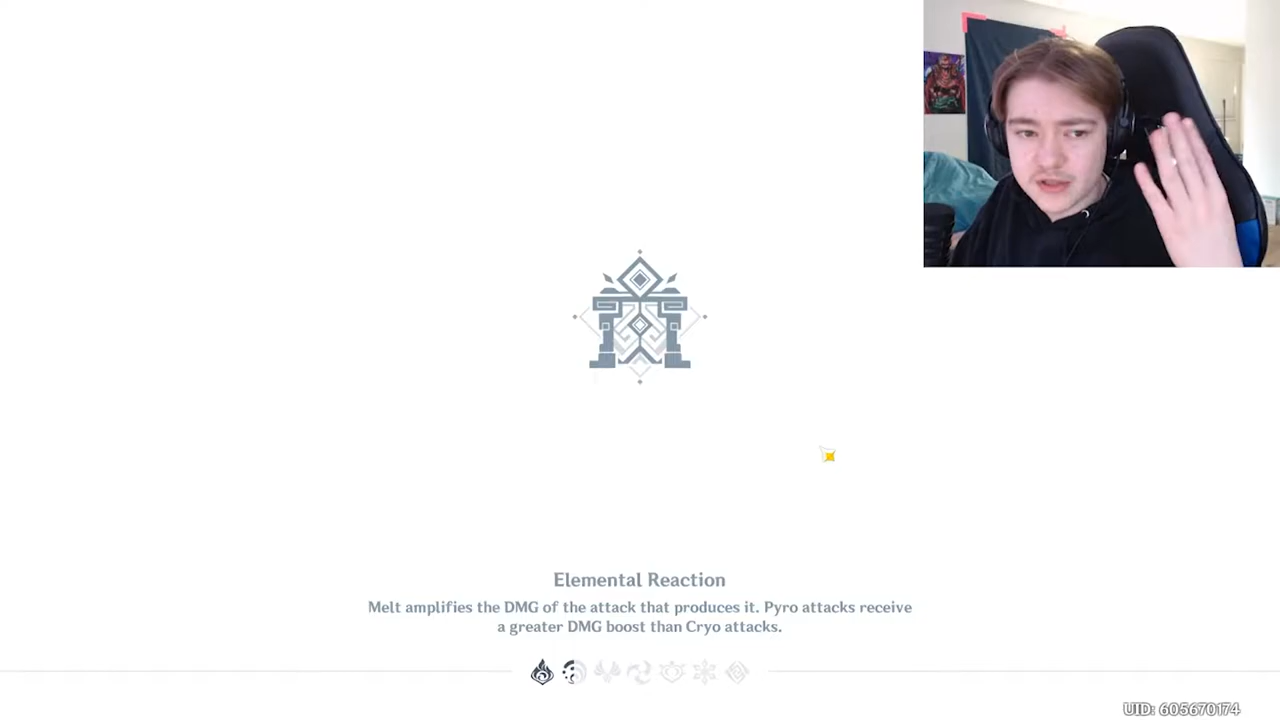 Elemental Reaction
Melt amplifies the DMG of the attack that produces it. Pyro attacks receive
a greater DMG boost than Cryo attacks.
UID: 605670174